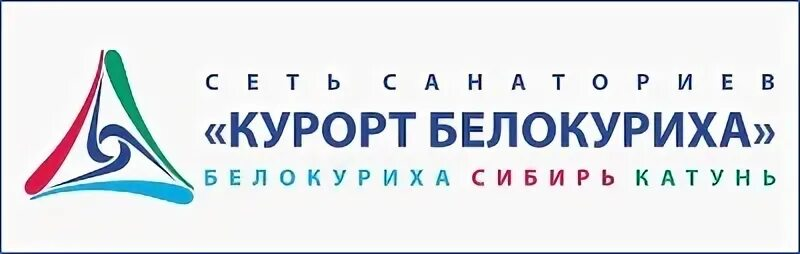 СЕТЬ САНАТОРИЕВ
«КУРОРТ БЕЛОКУРИХА»
БЕЛОКУРИХА СИБИРЬ КАТУНЬ